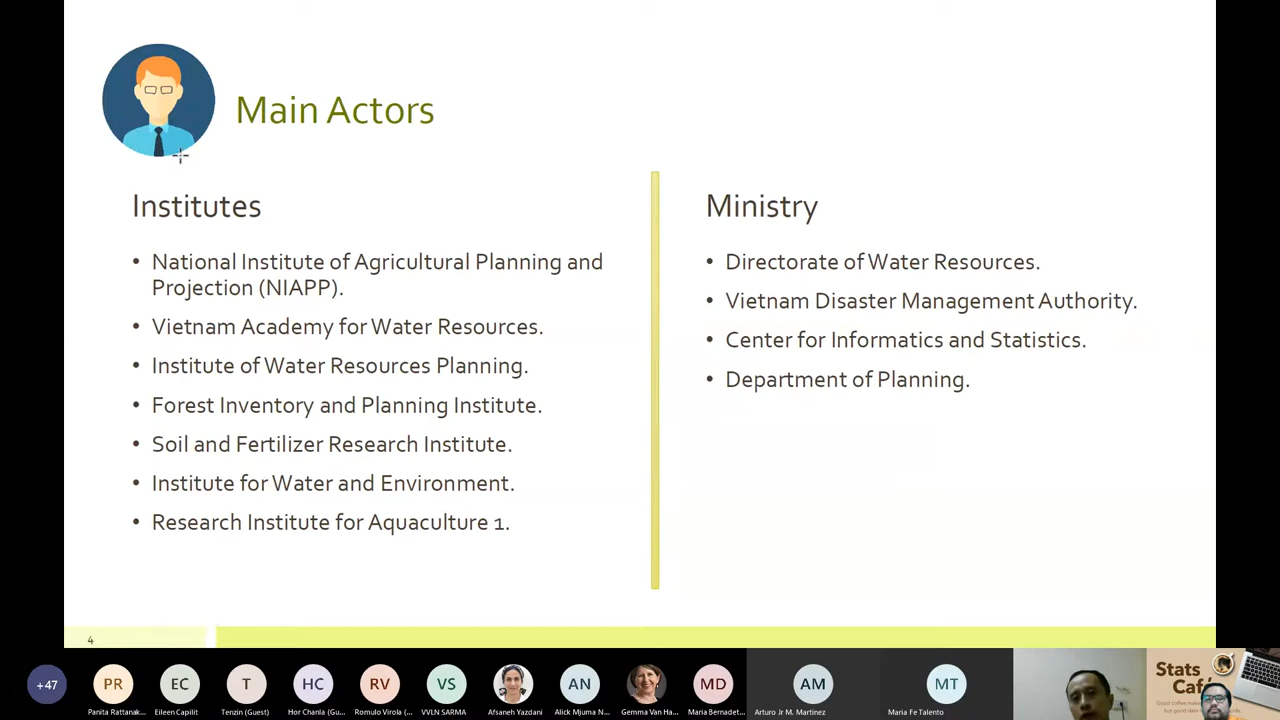 Main Actors
Institutes
• National Institute of Agricultural Planning and
Projection (NIAPP).
• Vietnam Academy for Water Resources.
• Institute of Water Resources Planning.
• Forest Inventory and Planning Institute.
• Soil and Fertilizer Research Institute.
• Institute for Water and Environment.
• Research Institute for Aquaculture 1.
Ministry
• Directorate of Water Resources.
• Vietnam Disaster Management Authority.
• Center for Informatics and Statistics.
• Department of Planning.
4
+47
PR
Panita Rattanak...
EC
Eileen Capilit
T
Tenzin (Guest)
HC
Hor Chanla (Gu...
RV
Romulo Virola (...
VS
VVLN SARMA
Afsaneh Yazdani
AN
Alick Mjuma N...
Gemma Van Ha...
MD
Maria Bernadet...
AM
Arturo Jr M. Martinez
MT
Maria Fe Talento
Stats
Café